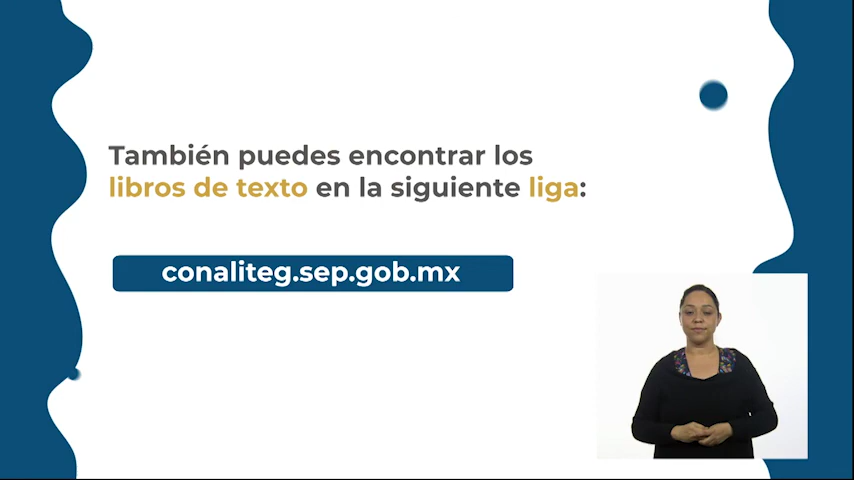 También puedes encontrar los
libros de texto en la siguiente liga:
conaliteg.sep.gob.mx